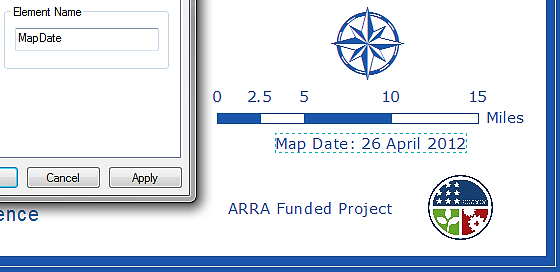 Element Name
MapDate
0 2.5 5 10 15
Miles
Map Date: 26 April 2012
Cancel Apply
ence
ARRA Funded Project